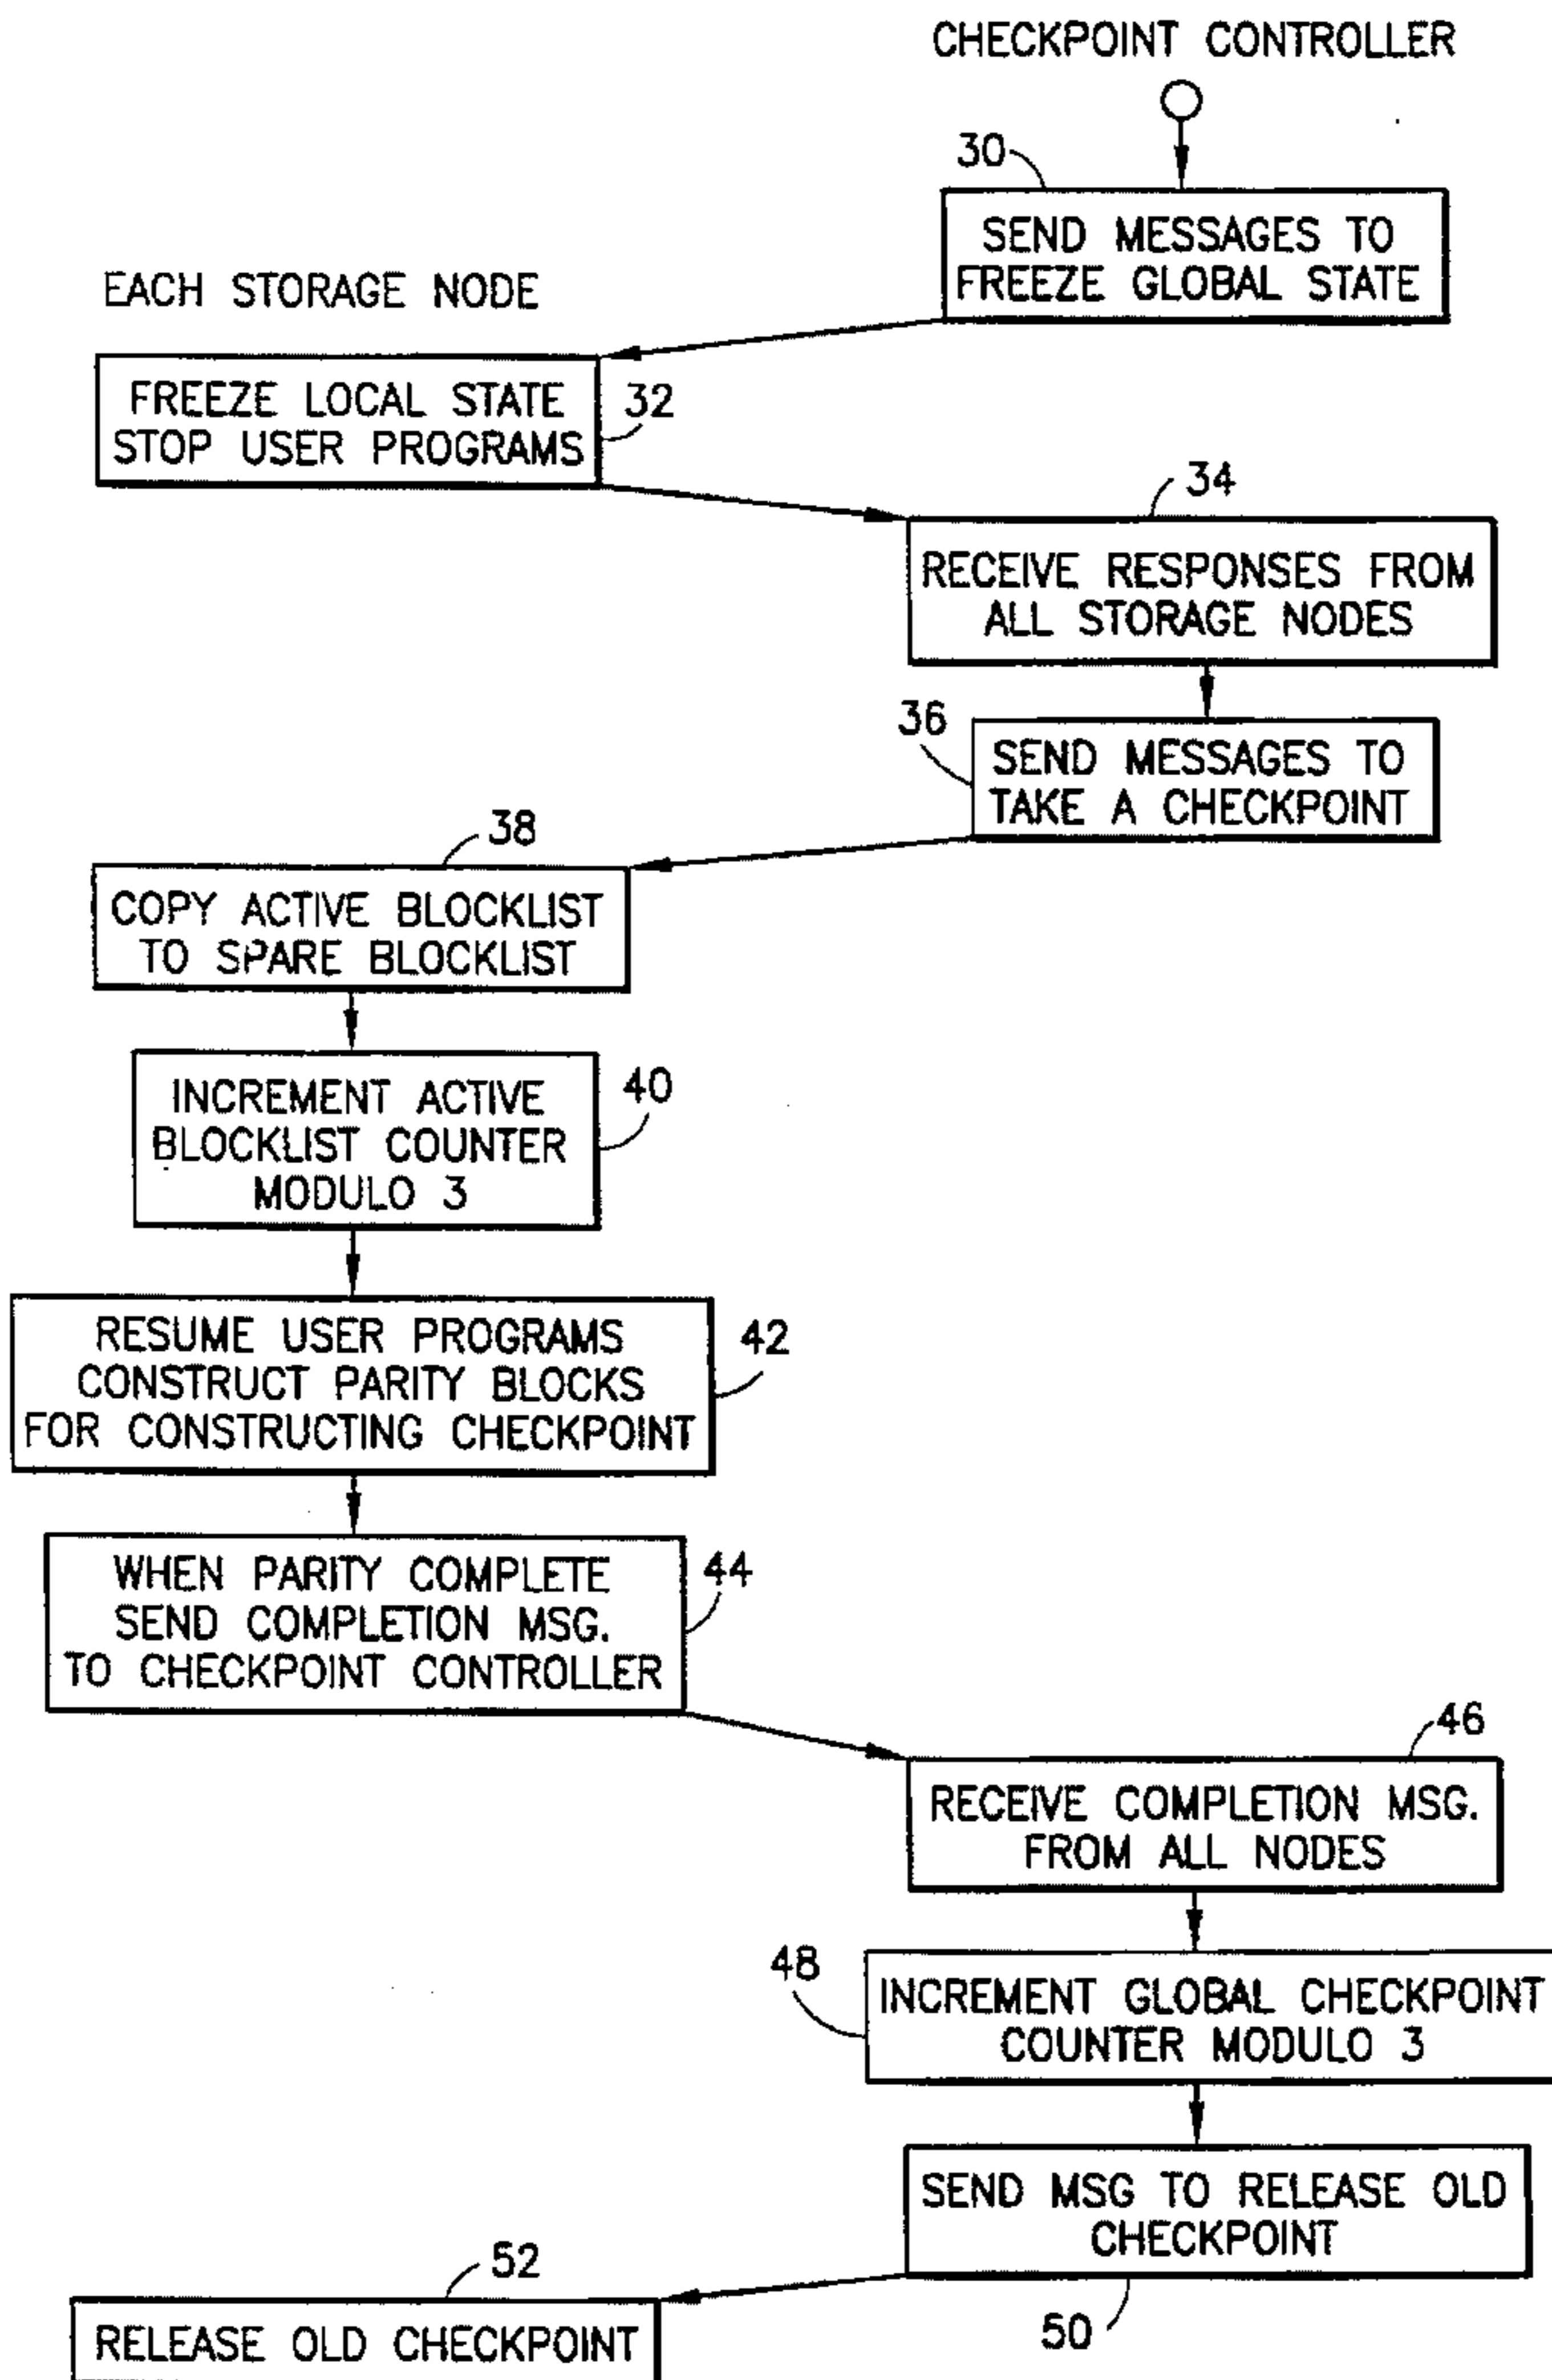 CHECKPOINT CONTROLLER
30
SEND MESSAGES TO
FREEZE GLOBAL STATE
EACH STORAGE NODE
FREEZE LOCAL STATE
STOP USER PROGRAMS
32
34
RECEIVE RESPONSES FROM
ALL STORAGE NODES
36
SEND MESSAGES TO
TAKE A CHECKPOINT
38
COPY ACTIVE BLOCKLIST
TO SPARE BLOCKLIST
INCREMENT ACTIVE
BLOCKLIST COUNTER
MODULO 3
40
RESUME USER PROGRAMS
CONSTRUCT PARITY BLOCKS
FOR CONSTRUCTING CHECKPOINT
42
WHEN PARITY COMPLETE
SEND COMPLETION MSG.
TO CHECKPOINT CONTROLLER
44
46
RECEIVE COMPLETION MSG.
FROM ALL NODES
48
INCREMENT GLOBAL CHECKPOINT
COUNTER MODULO 3
SEND MSG TO RELEASE OLD
CHECKPOINT
50
52
RELEASE OLD CHECKPOINT